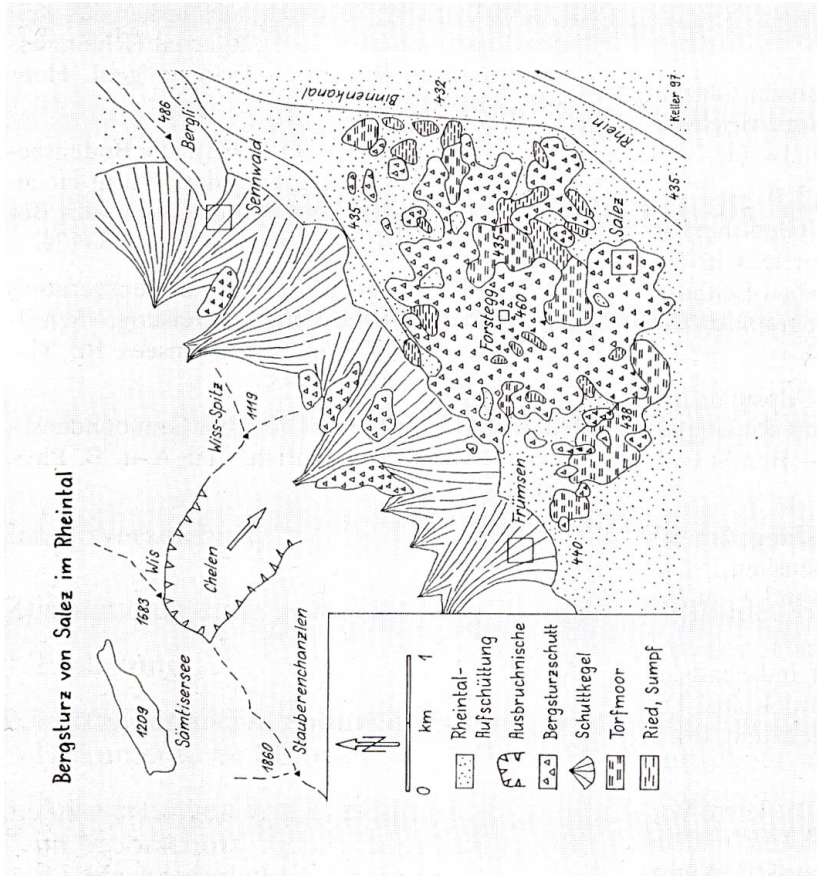 Bergsturz von Salez im Rheintal
1209
Sämtisersee
1683
Wis
Chelen
Wiss-Spitz
1119
1860
Stauberenchanzlen
486
Bergli
Sennwald
Binnenkanal
432
Rhein
435
435
435
Forstegg
460
Salez
438
Frümsen
440
Keller 97
N
0
km
1
Rheintal-
Aufschüttung
Ausbruchnische
Bergsturzschutt
Schuttkegel
Torfmoor
Ried, Sumpf